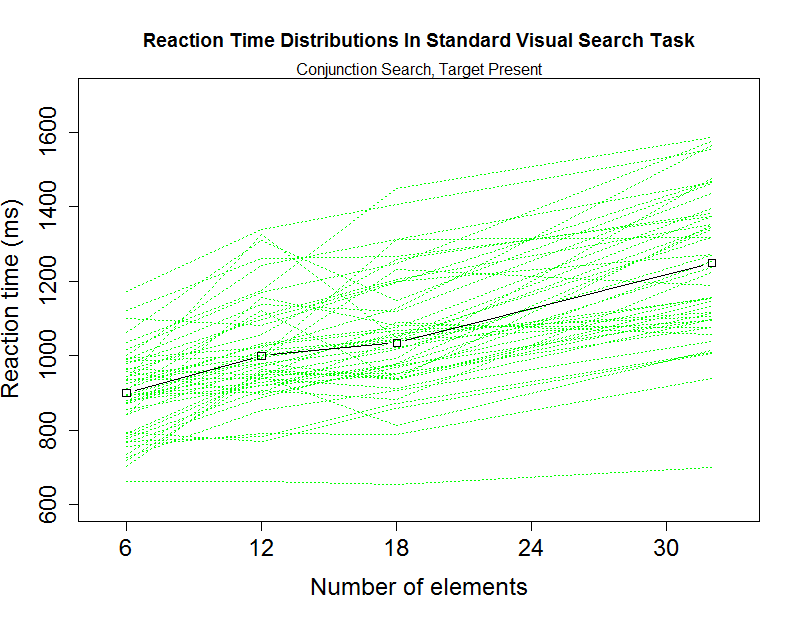 Reaction Time Distributions In Standard Visual Search Task
Conjunction Search, Target Present
Reaction time (ms)
1600
1400
1200
1000
800
600
6 12 18 24 30
Number of elements